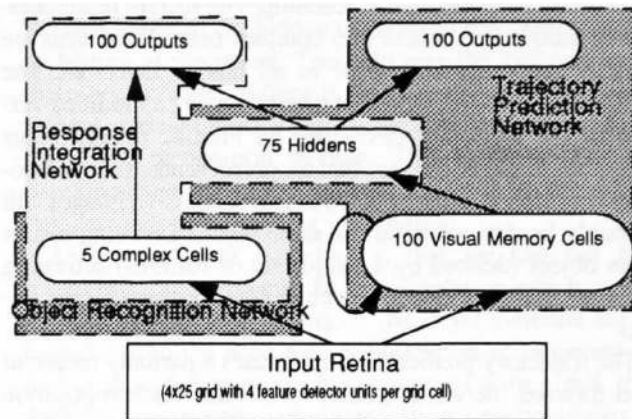 100 Outputs
100 Outputs
Response
Integration
Network
Trajectory
Prediction
Network
75 Hiddens
5 Complex Cells
100 Visual Memory Cells
Object Recognition Network
Input Retina
(4x25 grid with 4 feature detector units per grid cell)